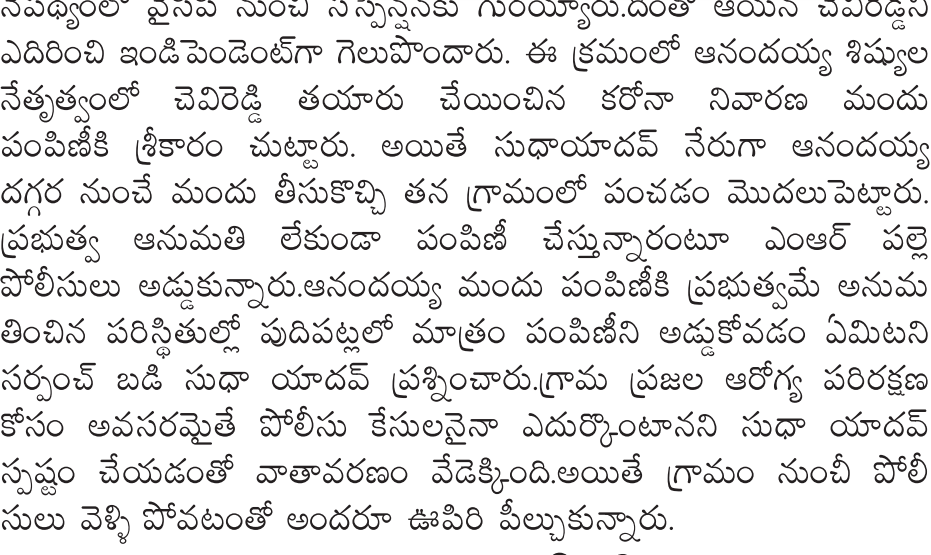 నేపథ్యంలో వైసీపీ నుంచి సస్పెన్షన్‌కు గురయ్యారు.దీంతో ఆయన చెవిరెడ్డిని
ఎదిరించి ఇండిపెండెంట్‌గా గెలుపొందారు. ఈ క్రమంలో ఆనందయ్య శిష్యుల
నేతృత్వంలో చెవిరెడ్డి తయారు చేయించిన కరోనా నివారణ మందు
పంపిణీకి శ్రీకారం చుట్టారు. అయితే సుధాయాదవ్ నేరుగా ఆనందయ్య
దగ్గర నుంచే మందు తీసుకొచ్చి తన గ్రామంలో పంచడం మొదలుపెట్టారు.
ప్రభుత్వ ఆనుమతి లేకుండా పంపిణీ చేస్తున్నారంటూ ఎంఆర్ పల్లె
పోలీసులు అడ్డుకున్నారు.ఆనందయ్య మందు పంపిణీకి ప్రభుత్వమే అనుమ
తించిన పరిస్థితుల్లో పుదిపట్లలో మాత్రం పంపిణీని అడ్డుకోవడం ఏమిటని
సర్పంచ్ బడి సుధా యాదవ్ ప్రశ్నించారు.గ్రామ ప్రజల ఆరోగ్య పరిరక్షణ
కోసం అవసరమైతే పోలీసు కేసులనైనా ఎదుర్కొంటానని సుధా యాదవ్
స్పష్టం చేయడంతో వాతావరణం వేడెక్కింది.అయితే గ్రామం నుంచీ పోలీ
సులు వెళ్ళి పోవటంతో అందరూ ఊపిరి పీల్చుకున్నారు.